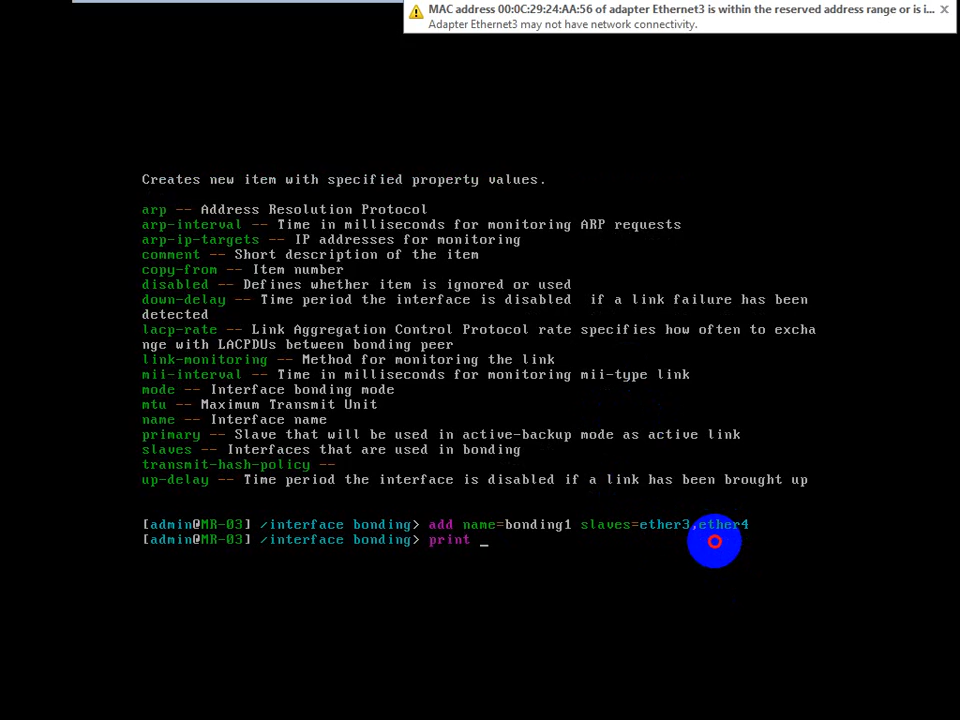 MAC address 00:0C:29:24:AA:56 of adapter Ethernet3 is within the reserved address range or is i...
Adapter Ethernet3 may not have network connectivity.
Creates new item with specified property values.
arp -- Address Resolution Protocol
arp-interval -- Time in milliseconds for monitoring ARP requests
arp-ip-targets -- IP addresses for monitoring
comment -- Short description of the item
copy-from -- Item number
disabled -- Defines whether item is ignored or used
down-delay -- Time period the interface is disabled  if a link failure has been
detected
lacp-rate -- Link Aggregation Control Protocol rate specifies how often to excha
nge with LACPDUs between bonding peer
link-monitoring -- Method for monitoring the link
mii-interval -- Time in milliseconds for monitoring mii-type link
mode -- Interface bonding mode
mtu -- Maximum Transmit Unit
name -- Interface name
primary -- Slave that will be used in active-backup mode as active link
slaves -- Interfaces that are used in bonding
transmit-hash-policy --
up-delay -- Time period the interface is disabled if a link has been brought up
[admin@MR-03] /interface bonding> add name=bonding1 slaves=ether3,ether4
[admin@MR-03] /interface bonding> print _